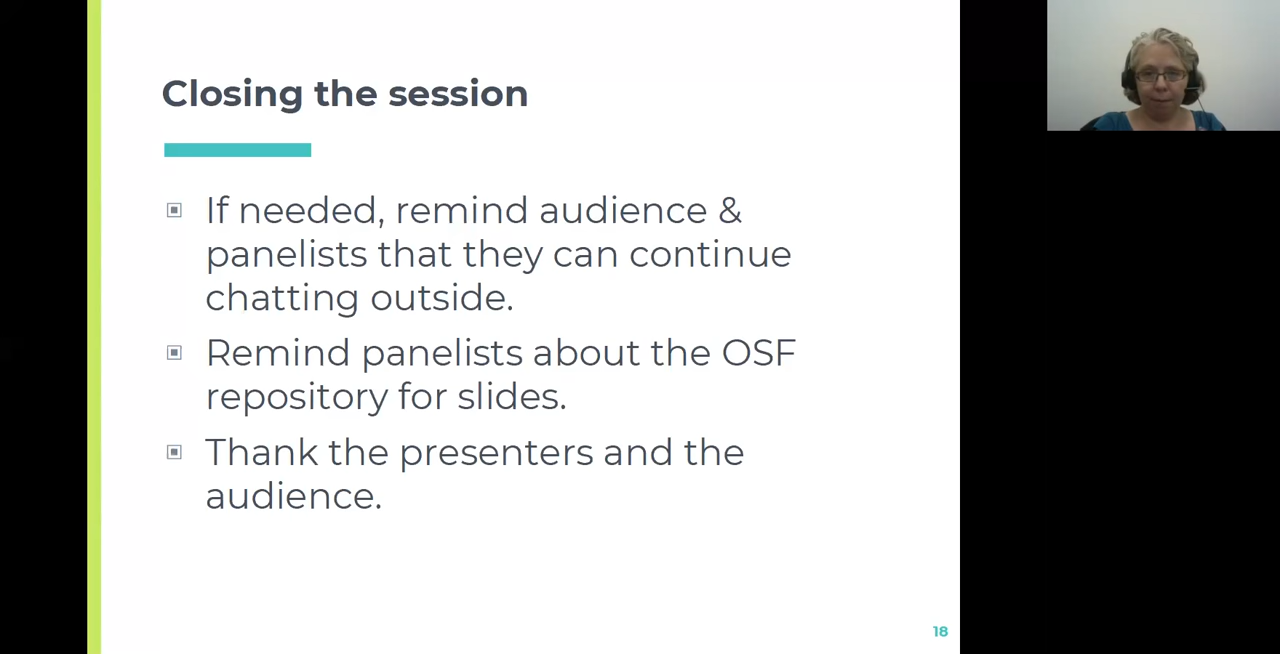 Closing the session
If needed, remind audience &
panelists that they can continue
chatting outside.
Remind panelists about the OSF
repository for slides.
Thank the presenters and the
audience.
18